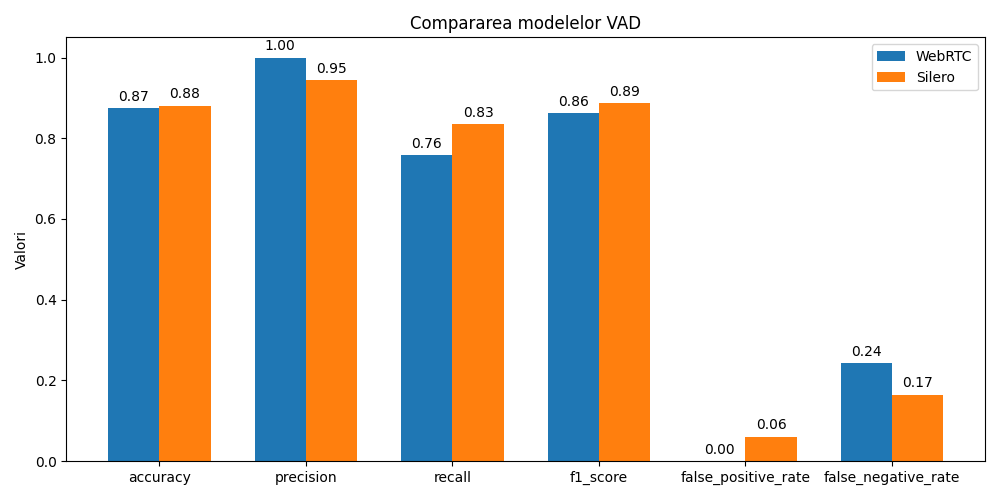 Compararea modelelor VAD
WebRTC
Silero
Valori
1.0
0.8
0.6
0.4
0.2
0.0
0.87
0.88
1.00
0.95
0.76
0.83
0.86
0.89
0.00
0.06
0.24
0.17
accuracy
precision
recall
f1_score
false_positive_rate
false_negative_rate